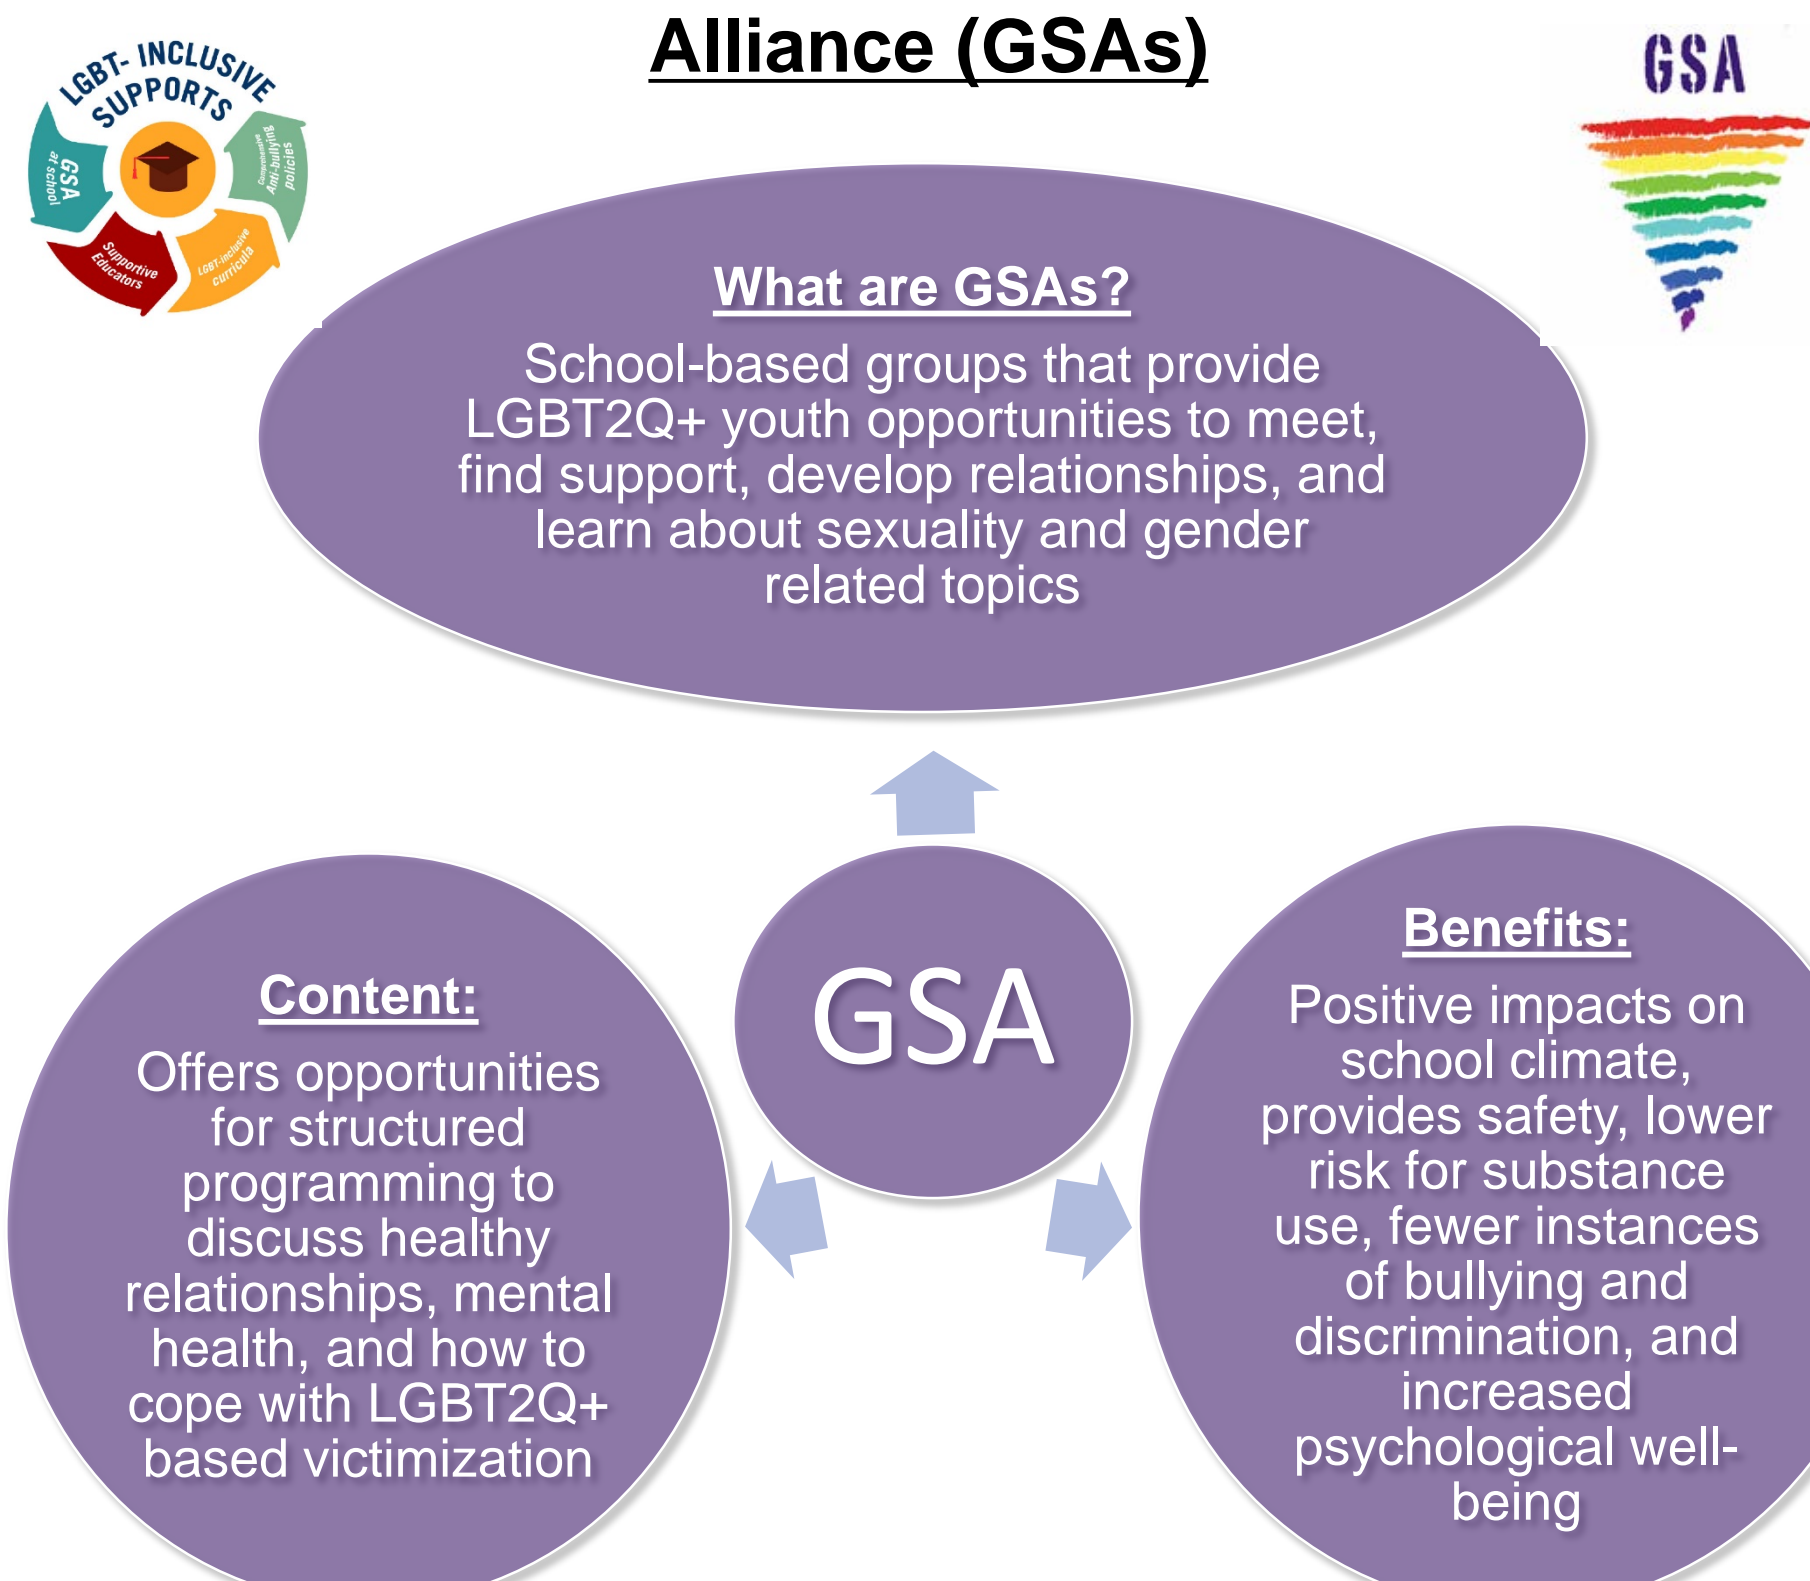 Alliance (GSAs)
LGBT- INCLUSIVE
SUPPORTS
GSA
at school
Supportive
Educators
LGBT-inclusive
curricula
Comprehensive
Anti-bullying
policies
GSA
What are GSAs?
School-based groups that provide
LGBT2Q+ youth opportunities to meet,
find support, develop relationships, and
learn about sexuality and gender
related topics
GSA
Content:
Offers opportunities
for structured
programming to
discuss healthy
relationships, mental
health, and how to
cope with LGBT2Q+
based victimization
Benefits:
Positive impacts on
school climate,
provides safety, lower
risk for substance
use, fewer instances
of bullying and
discrimination, and
increased
psychological well-
being